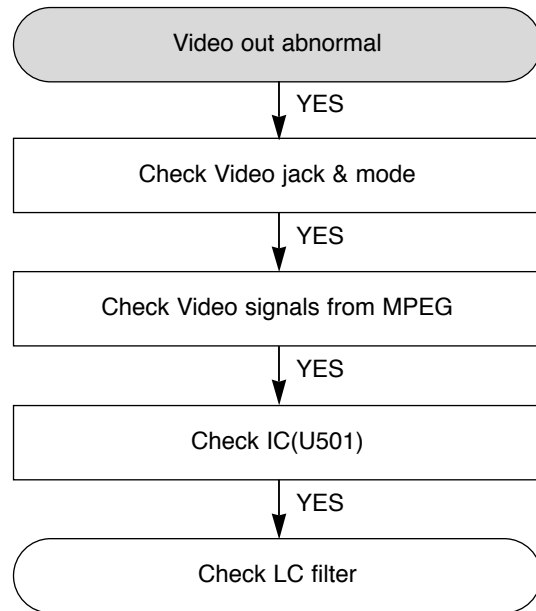 Video out abnormal
YES
Check Video jack & mode
YES
Check Video signals from MPEG
YES
Check IC(U501)
YES
Check LC filter